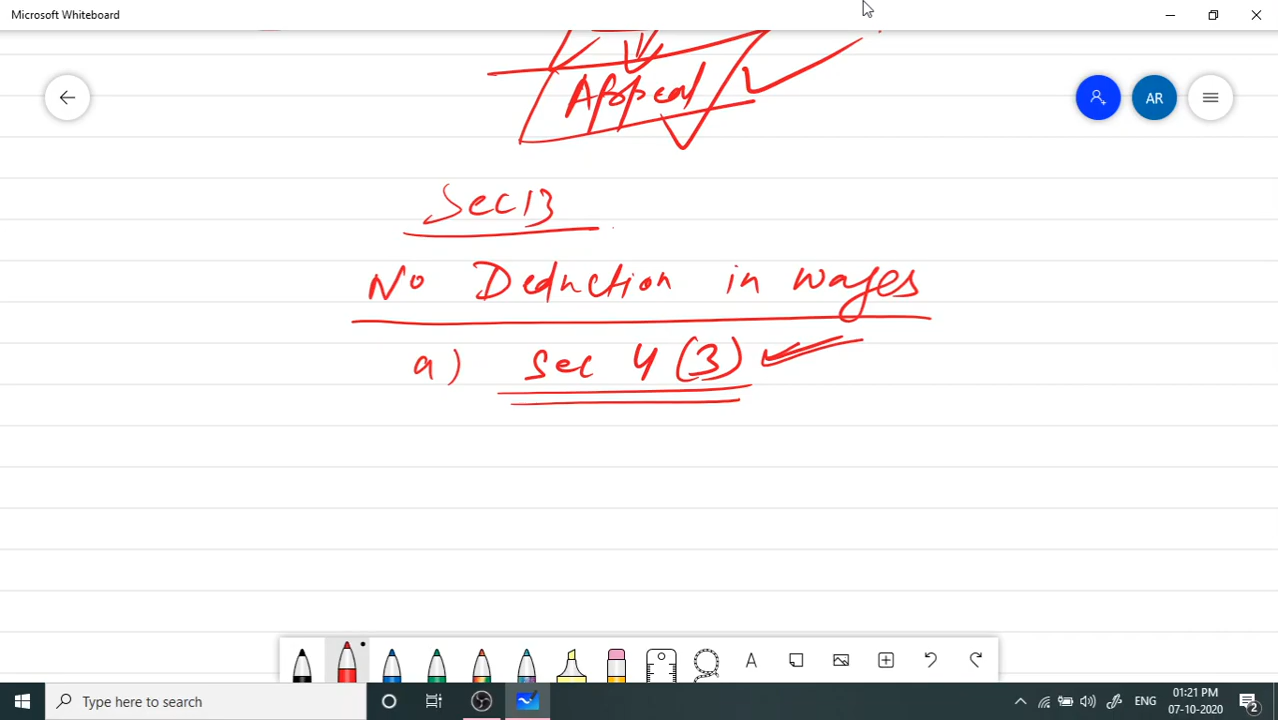 Microsoft Whiteboard
Appeal
AR
Sec 13
No Deduction in wages
a) Sec 4 (3)
A
Type here to search
ENG
01:21 PM
07-10-2020
2